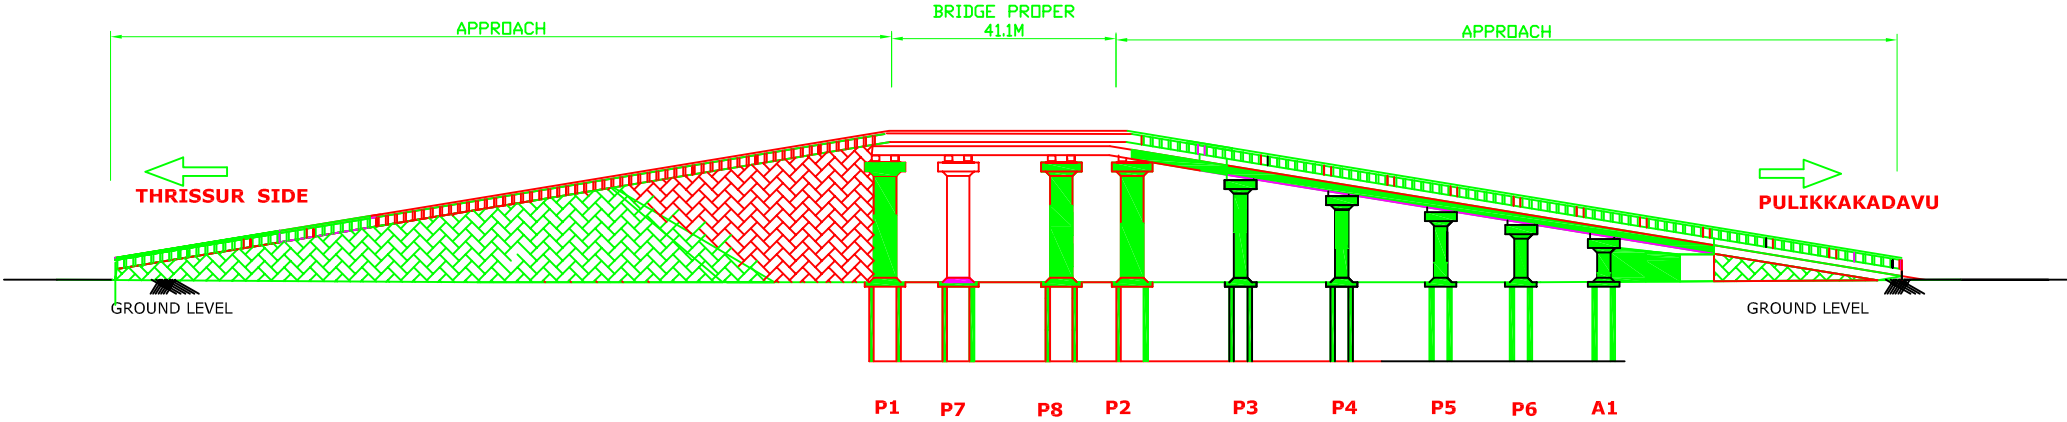 BRIDGE PROPER
APPROACH
41.1M
APPROACH
THRISSUR SIDE
PULIKKAKADAVU
GROUND LEVEL
GROUND LEVEL
P1 P7 P8 P2 P3 P4 P5 P6 A1